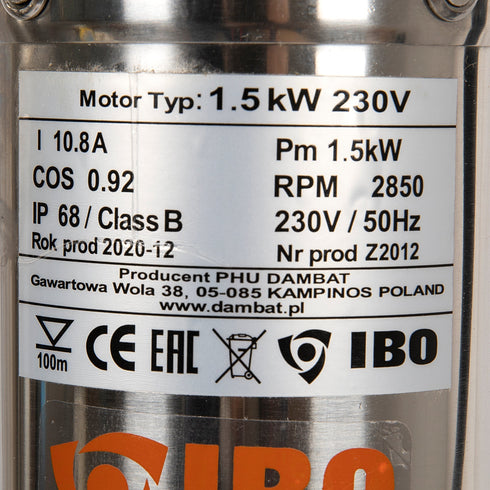 Motor Typ: 1.5 kW 230V
I 10.8 A
Pm 1.5kW
COS 0.92
RPM 2850
IP 68 / Class B
230V / 50Hz
Rok prod 2020-12
Nr prod Z2012
Producent PHU DAMBAT
Gawartowa Wola 38, 05-085 KAMPINOS POLAND
www.dambat.pl
100m
CE EAC IBO
IBO